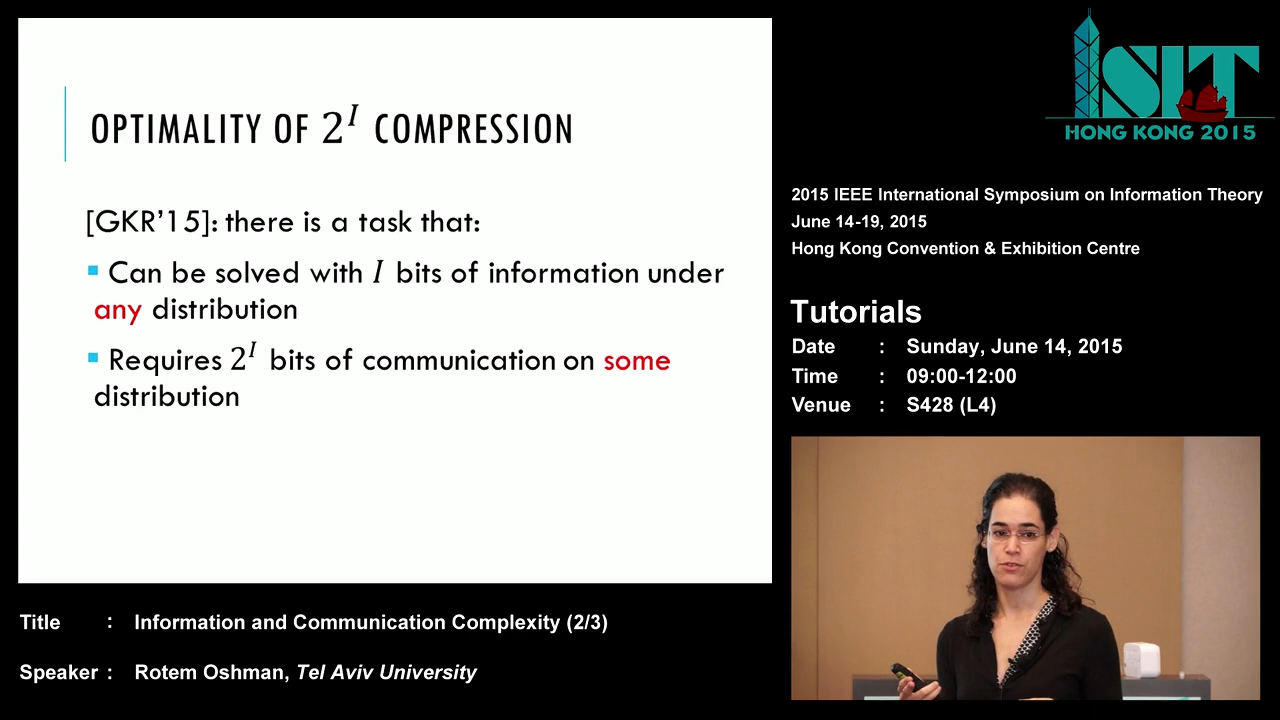 OPTIMALITY OF 2^I COMPRESSION
[GKR'15]: there is a task that:
▪ Can be solved with I bits of information under
any distribution
▪ Requires 2^I bits of communication on some
distribution
ISIT
HONG KONG 2015
2015 IEEE International Symposium on Information Theory
June 14-19, 2015
Hong Kong Convention & Exhibition Centre
Tutorials
Date : Sunday, June 14, 2015
Time : 09:00-12:00
Venue : S428 (L4)
Title : Information and Communication Complexity (2/3)
Speaker : Rotem Oshman, Tel Aviv University